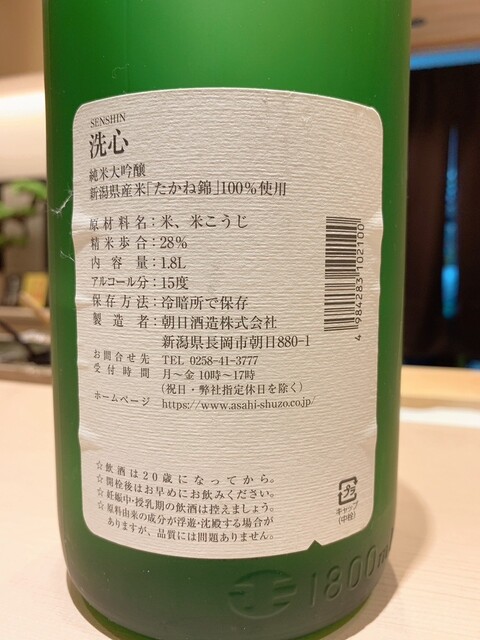 SENSHIN
洗心
純米大吟醸
新潟県産米「たかね錦」100%使用
原材料名：米、米こうじ
精米歩合：28%
内容量：1.8L
アルコール分：15度
保存方法：冷暗所で保存
製造者：朝日酒造株式会社
新潟県長岡市朝日880-1
お問合せ先 TEL 0258-41-3777
受付時間 月～金 10時～17時
(祝日・弊社指定休日を除く)
ホームページ https://www.asahi-shuzo.co.jp/
4 984283 102100
☆飲酒は20歳になってから。
☆開栓後はお早めにお飲みください。
☆妊娠中・授乳期の飲酒は控えましょう。
☆原料由来の成分が浮遊・沈殿する場合が
ありますが、品質には問題ありません。
プラ
キャップ
(中栓)
1800